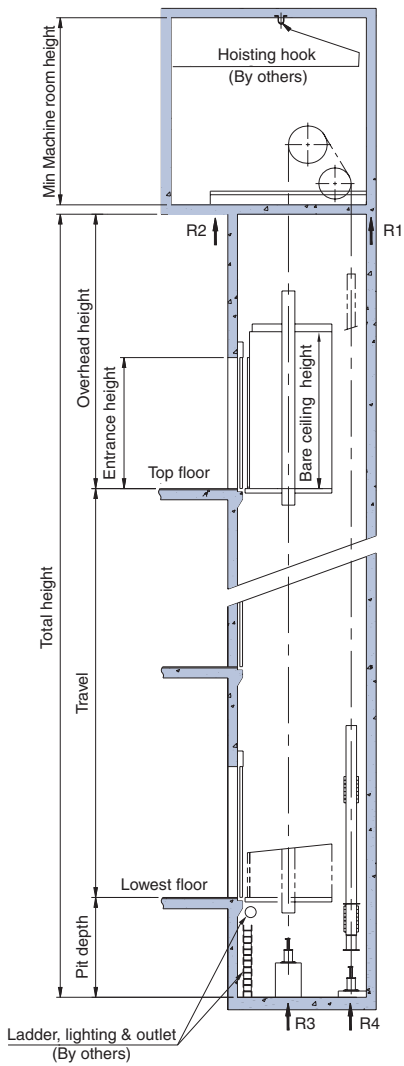 Hoisting hook
(By others)
Min Machine room height
R2
R1
Overhead height
Entrance height
Bare ceiling height
Top floor
Total height
Travel
Lowest floor
Pit depth
Ladder, lighting & outlet
(By others)
R3
R4